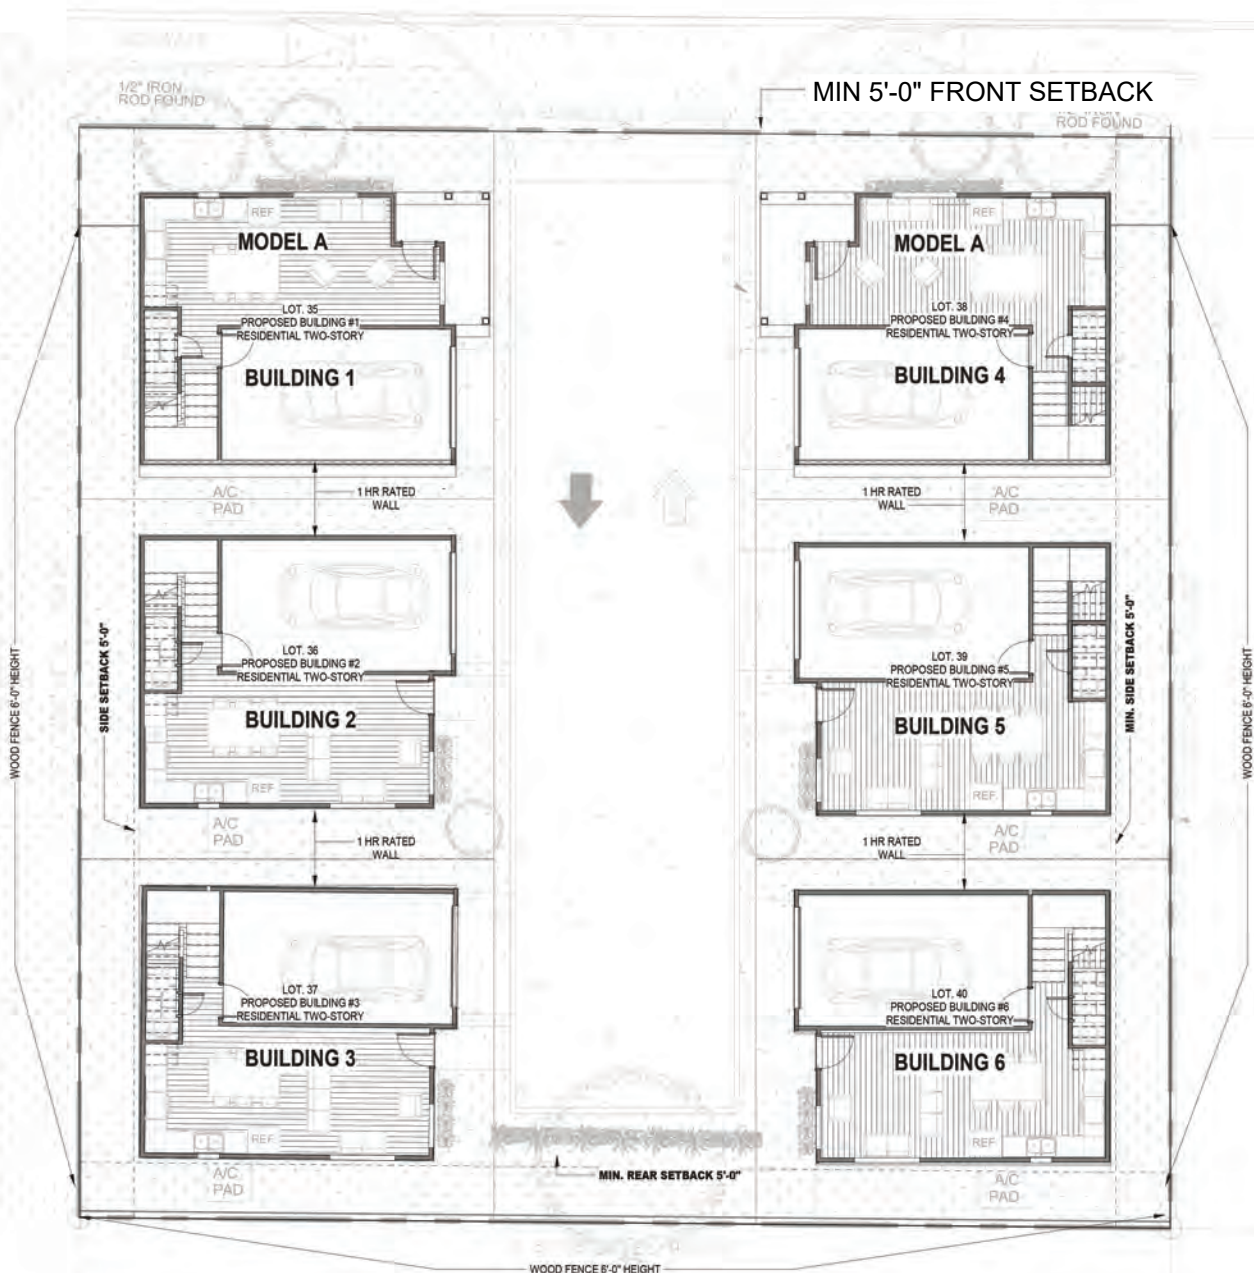 1/2" IRON
ROD FOUND
MIN 5'-0" FRONT SETBACK
ROD FOUND
REF
MODEL A
LOT. 35
PROPOSED BUILDING #1
RESIDENTIAL TWO-STORY
BUILDING 1
REF
MODEL A
LOT. 38
PROPOSED BUILDING #4
RESIDENTIAL TWO-STORY
BUILDING 4
A/C
PAD
1 HR RATED
WALL
1 HR RATED
WALL
A/C
PAD
WOOD FENCE 6'-0" HEIGHT
SIDE SETBACK 5'-0"
LOT. 36
PROPOSED BUILDING #2
RESIDENTIAL TWO-STORY
BUILDING 2
REF
LOT. 39
PROPOSED BUILDING #5
RESIDENTIAL TWO-STORY
BUILDING 5
REF
MIN. SIDE SETBACK 5'-0"
WOOD FENCE 6'-0" HEIGHT
A/C
PAD
1 HR RATED
WALL
1 HR RATED
WALL
A/C
PAD
LOT. 37
PROPOSED BUILDING #3
RESIDENTIAL TWO-STORY
BUILDING 3
REF
LOT. 40
PROPOSED BUILDING #6
RESIDENTIAL TWO-STORY
BUILDING 6
REF
A/C
PAD
MIN. REAR SETBACK 5'-0"
A/C
PAD
WOOD FENCE 6'-0" HEIGHT